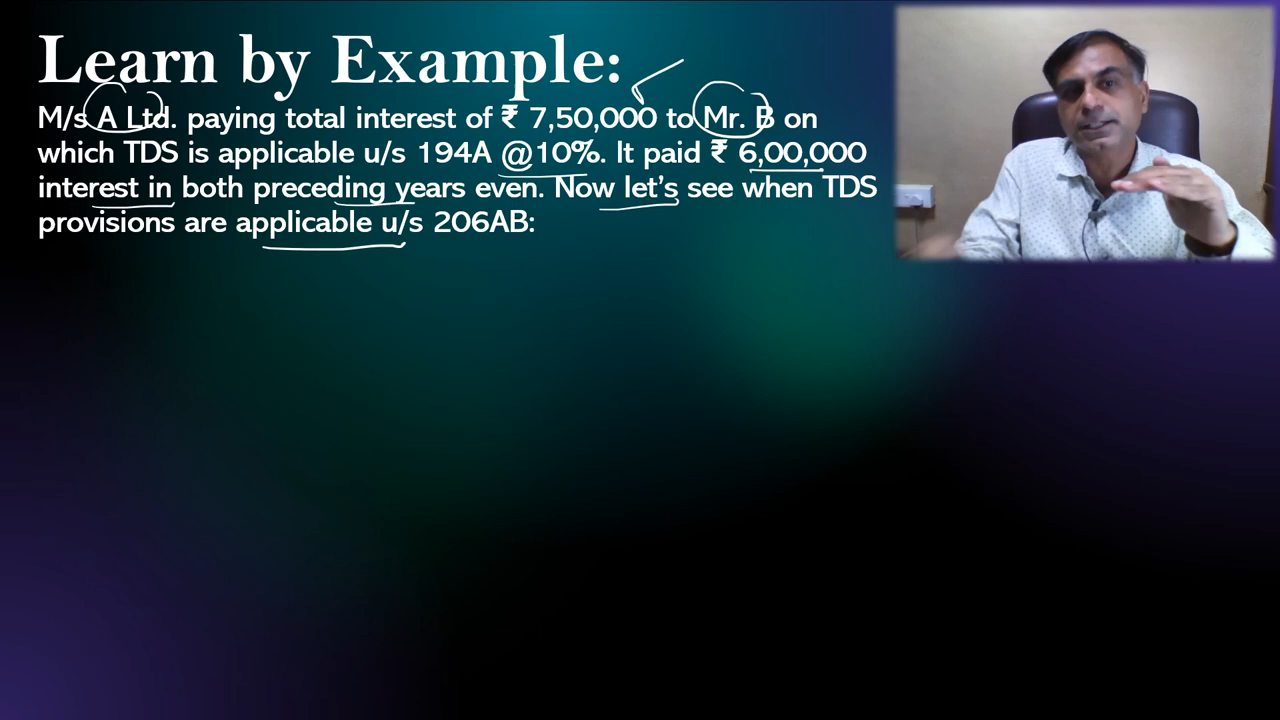 Learn by Example:
M/s A Ltd. paying total interest of ₹ 7,50,000 to Mr. B on
which TDS is applicable u/s 194A @10%. It paid ₹ 6,00,000
interest in both preceding years even. Now let's see when TDS
provisions are applicable u/s 206AB: